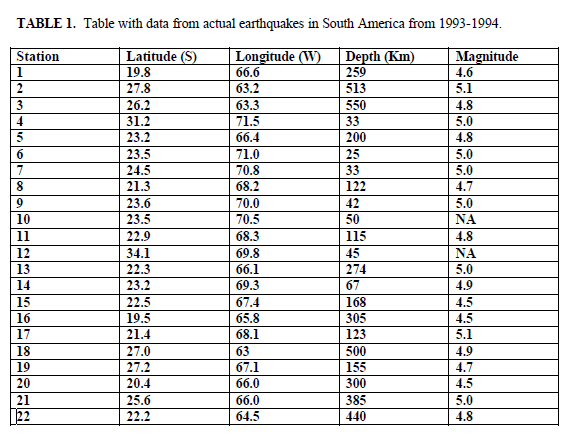 TABLE 1. Table with data from actual earthquakes in South America from 1993-1994.
Station Latitude (S) Longitude (W) Depth (Km) Magnitude
1 19.8 66.6 259 4.6
2 27.8 63.2 513 5.1
3 26.2 63.3 550 4.8
4 31.2 71.5 33 5.0
5 23.2 66.4 200 4.8
6 23.5 71.0 25 5.0
7 24.5 70.8 33 5.0
8 21.3 68.2 122 4.7
9 23.6 70.0 42 5.0
10 23.5 70.5 50 NA
11 22.9 68.3 115 4.8
12 34.1 69.8 45 NA
13 22.3 66.1 274 5.0
14 23.2 69.3 67 4.9
15 22.5 67.4 168 4.5
16 19.5 65.8 305 4.5
17 21.4 68.1 123 5.1
18 27.0 63 500 4.9
19 27.2 67.1 155 4.7
20 20.4 66.0 300 4.5
21 25.6 66.0 385 5.0
22 22.2 64.5 440 4.8